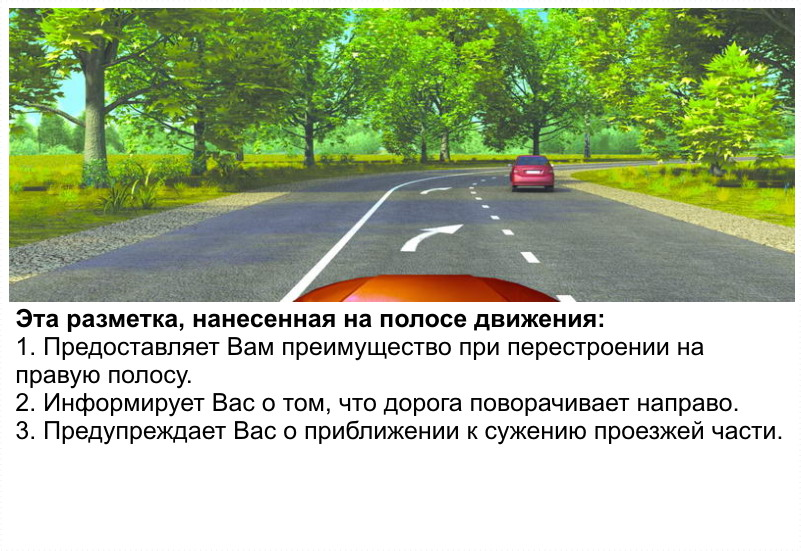 Эта разметка, нанесенная на полосе движения:
1. Предоставляет Вам преимущество при перестроении на
правую полосу.
2. Информирует Вас о том, что дорога поворачивает направо.
3. Предупреждает Вас о приближении к сужению проезжей части.